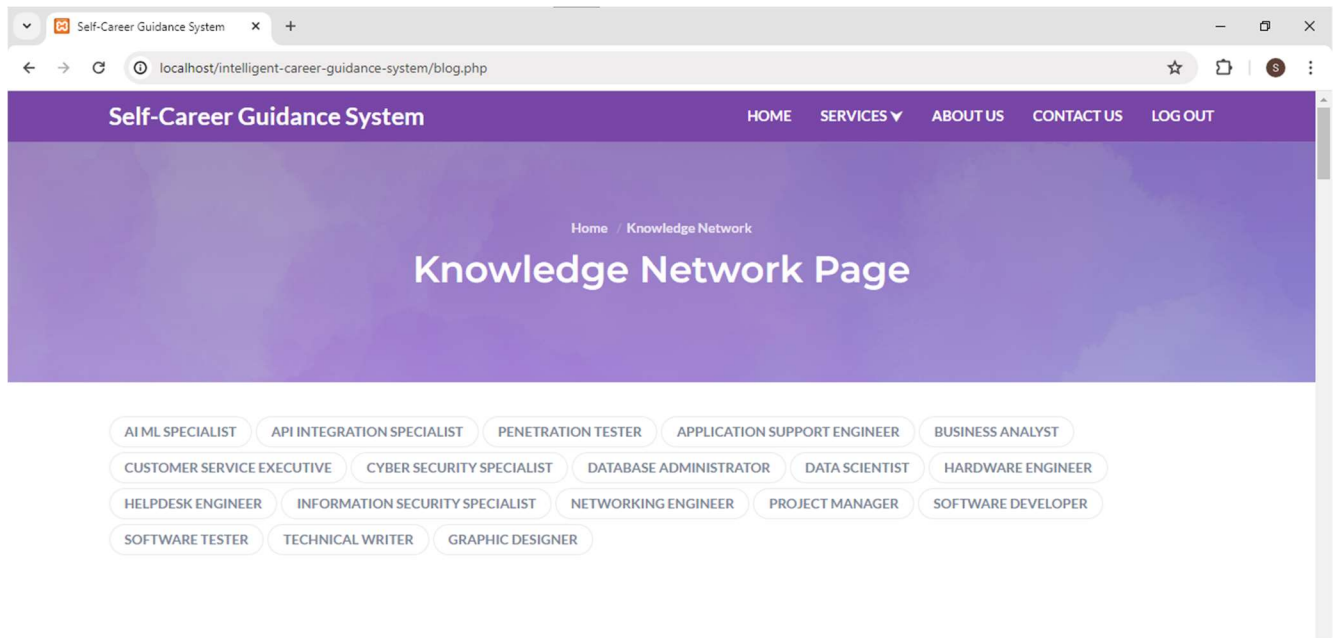 Self-Career Guidance System
localhost/intelligent-career-guidance-system/blog.php
S
Self-Career Guidance System HOME SERVICES ABOUT US CONTACT US LOG OUT
Home / Knowledge Network
Knowledge Network Page
AI ML SPECIALIST API INTEGRATION SPECIALIST PENETRATION TESTER APPLICATION SUPPORT ENGINEER BUSINESS ANALYST
CUSTOMER SERVICE EXECUTIVE CYBER SECURITY SPECIALIST DATABASE ADMINISTRATOR DATA SCIENTIST HARDWARE ENGINEER
HELPDESK ENGINEER INFORMATION SECURITY SPECIALIST NETWORKING ENGINEER PROJECT MANAGER SOFTWARE DEVELOPER
SOFTWARE TESTER TECHNICAL WRITER GRAPHIC DESIGNER